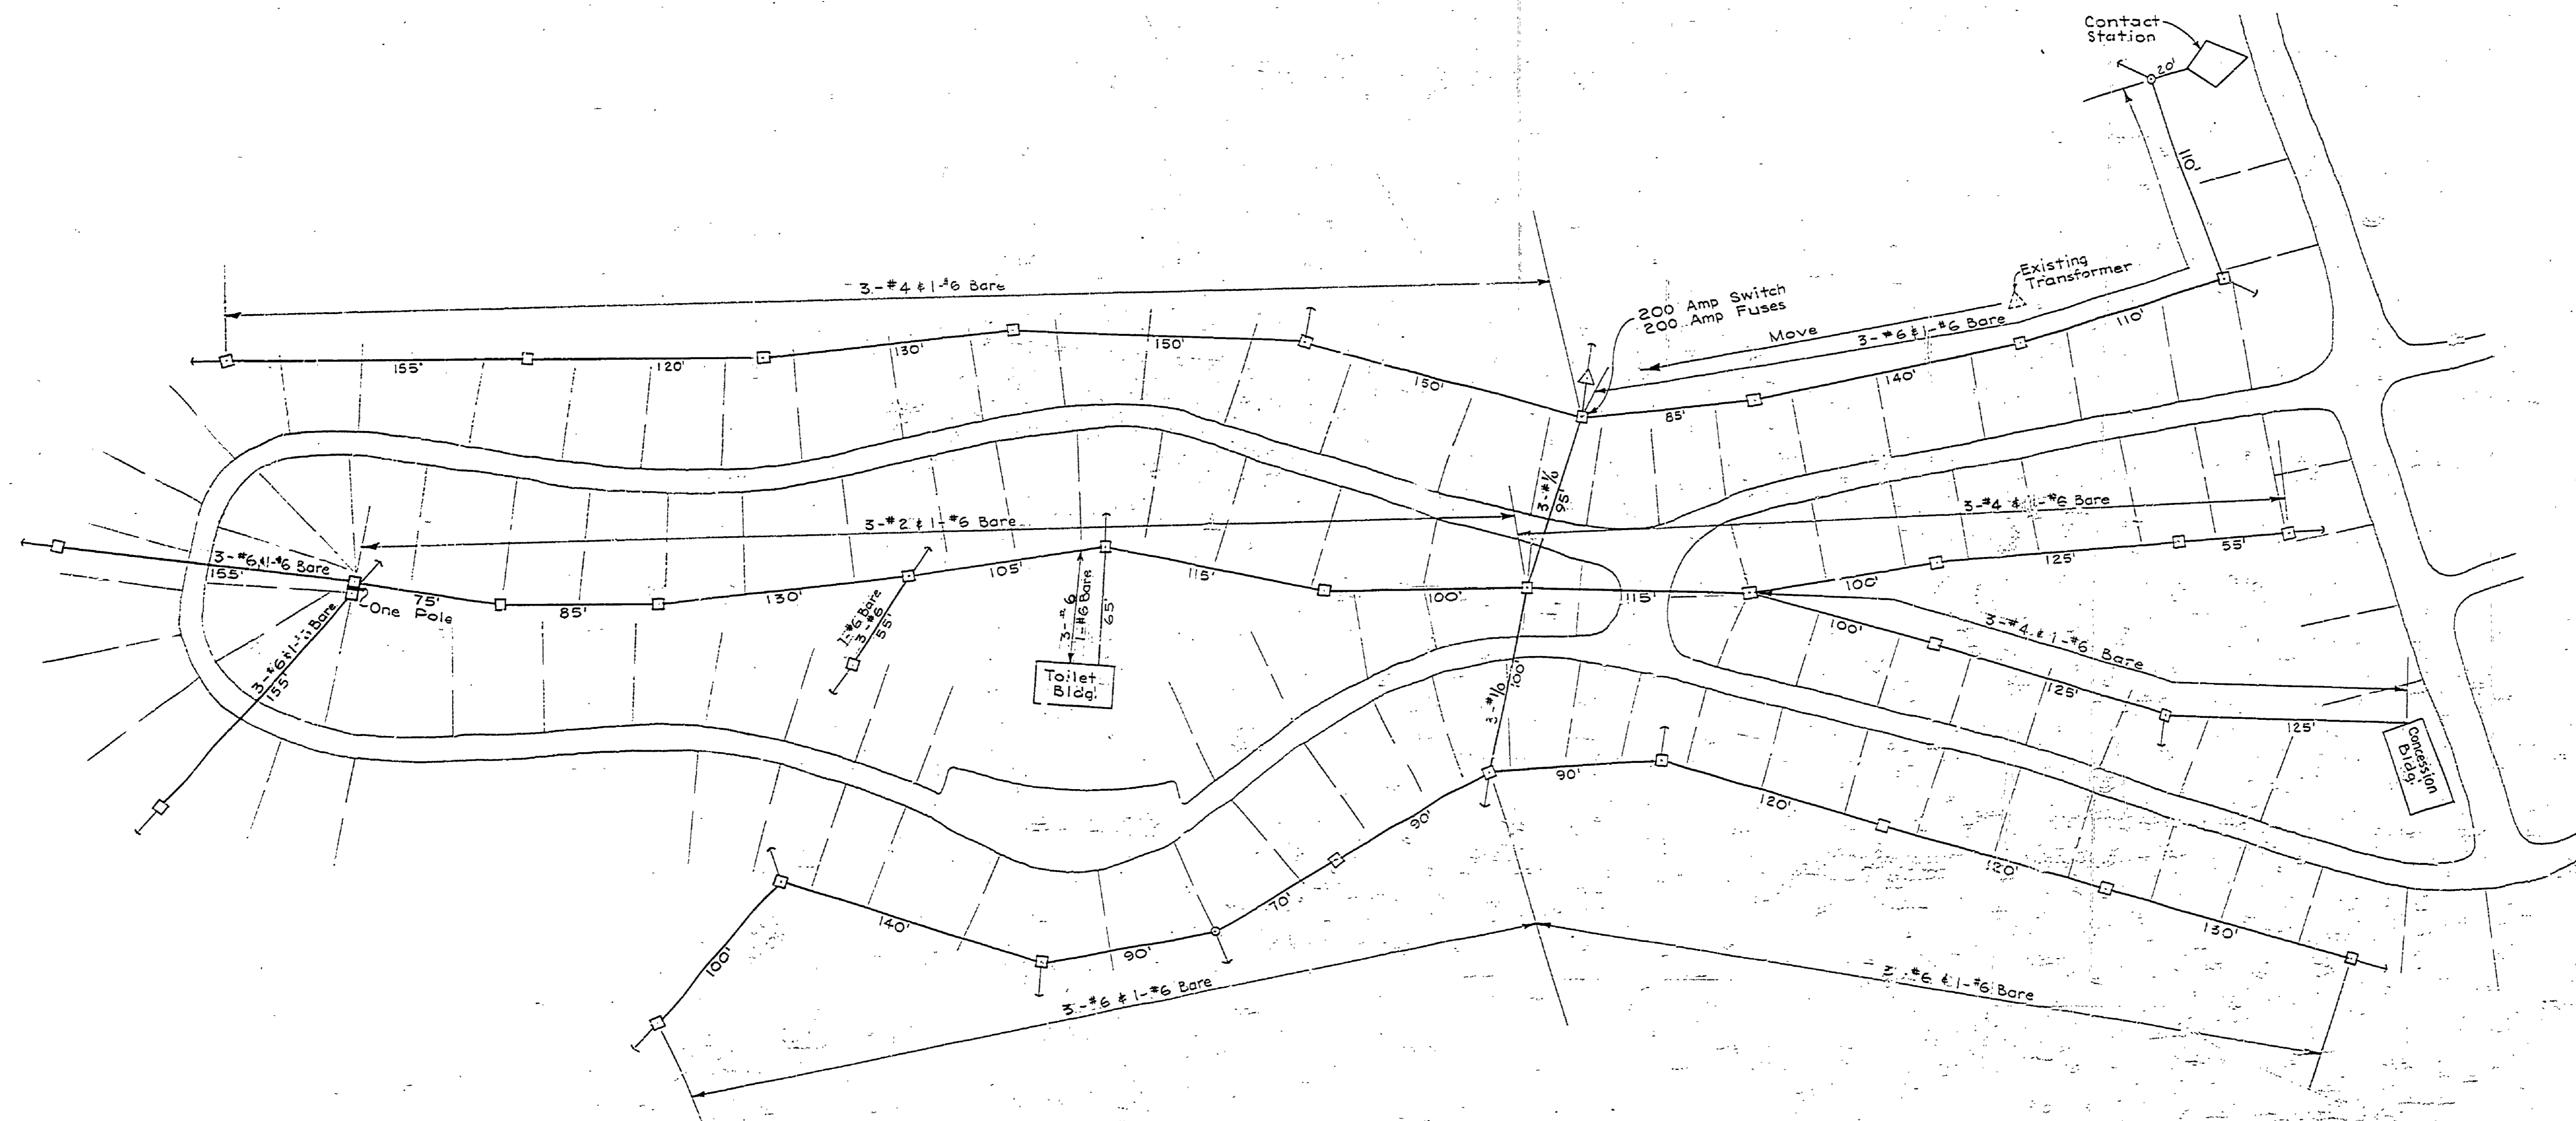 Contact
Station
20'
110'
Existing
Transformer
3-#4 & 1-#6 Bare
200 Amp Switch
200 Amp Fuses
Move
3-#6 & 1-#6 Bare
110'
140'
85'
155'
120'
130'
150'
150'
3-#1/0
95'
3-#4 & 1-#6 Bare
3-#2 & 1-#6 Bare
3-#6 & 1-#6 Bare
155'
One Pole
75'
85'
130'
105'
115'
100'
115'
100'
125'
55'
1-#6 Bare
3-#6
55'
3-#6
1-#6 Bare
65'
Toilet
Bldg.
3-#6 & 1-#6 Bare
155'
100'
125'
125'
3-#4 & 1-#6 Bare
Concession
Bldg.
3-#1/0
100'
90'
120'
120'
130'
90'
70'
90'
140'
100'
3-#6 & 1-#6 Bare
3-#6 & 1-#6 Bare